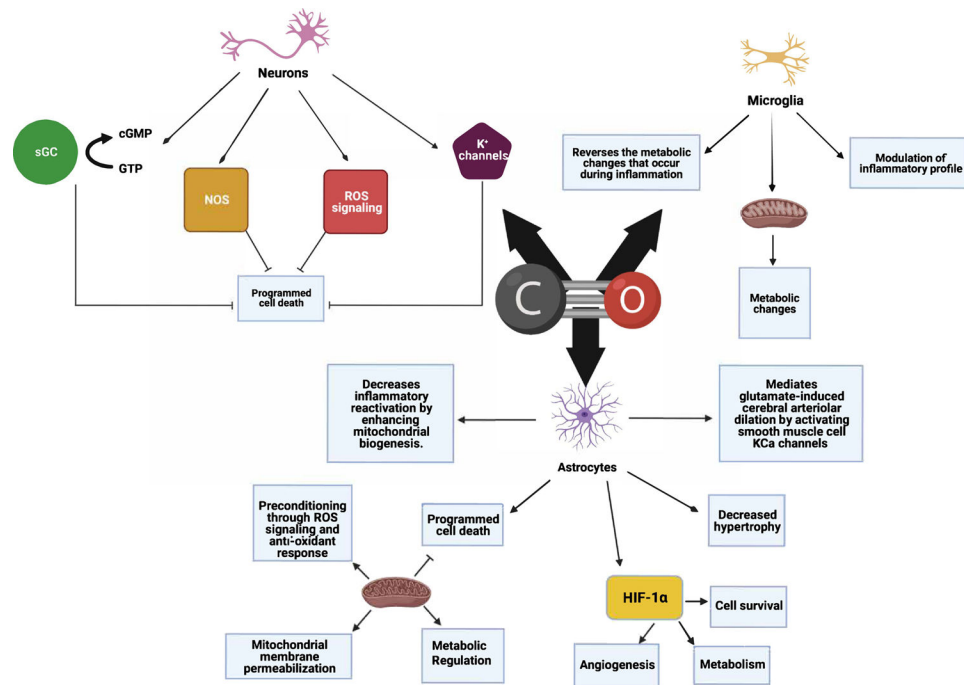 Neurons
Microglia
sGC
cGMP
GTP
NOS
ROS
signaling
K⁺
channels
Programmed
cell death
Reverses the metabolic
changes that occur
during inflammation
Modulation of
inflammatory profile
Metabolic
changes
C
O
Decreases
inflammatory
reactivation by
enhancing
mitochondrial
biogenesis.
Mediates
glutamate-induced
cerebral arteriolar
dilation by activating
smooth muscle cell
KCa channels
Astrocytes
Preconditioning
through ROS
signaling and
anti-oxidant
response
Programmed
cell death
Decreased
hypertrophy
Mitochondrial
membrane
permeabilization
Metabolic
Regulation
HIF-1α
Cell survival
Angiogenesis
Metabolism